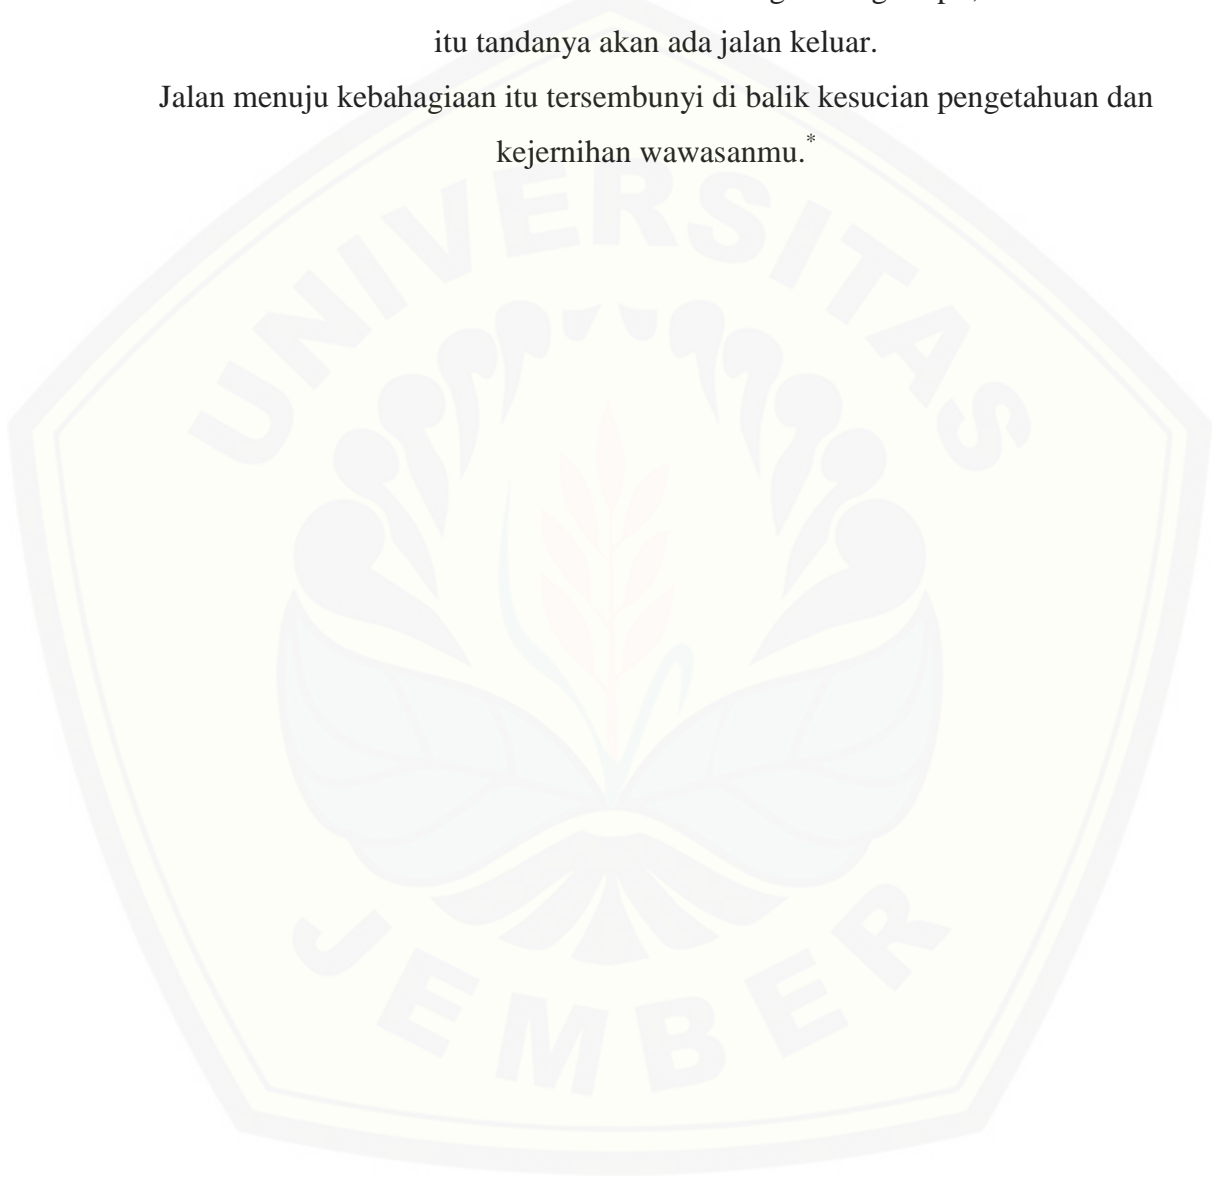 itu tandanya akan ada jalan keluar.
Jalan menuju kebahagiaan itu tersembunyi di balik kesucian pengetahuan dan
kejernihan wawasanmu.*
UNIVERSITAS
JEMBER